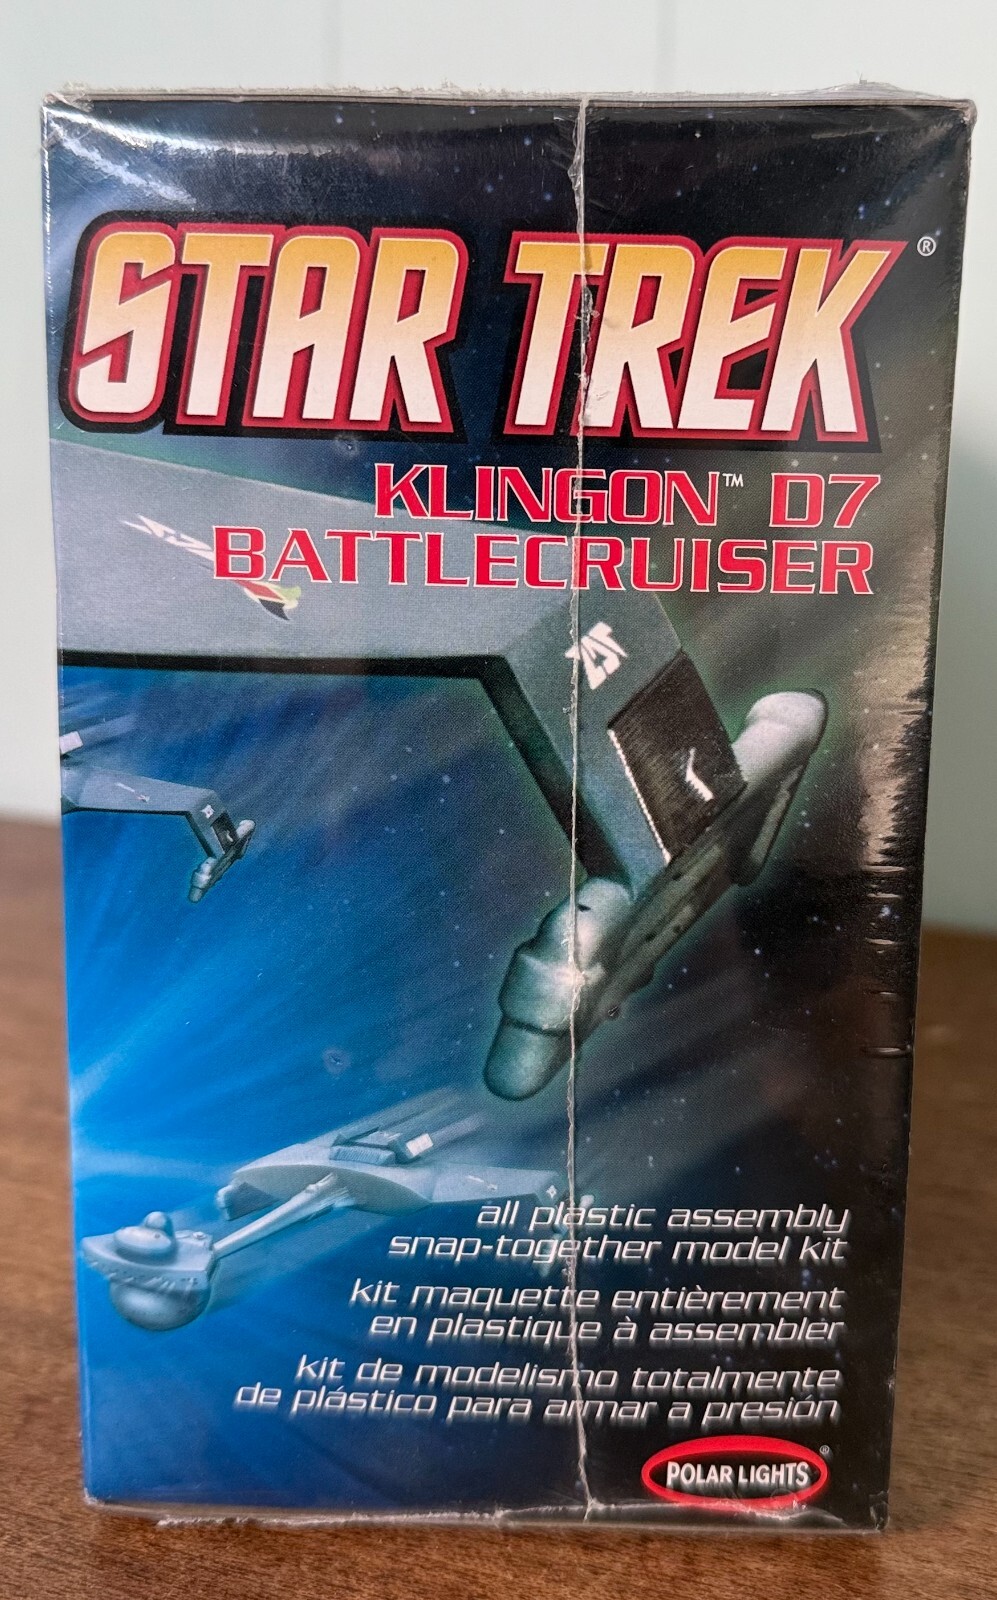 STAR TREK®
KLINGON™ D7
BATTLECRUISER
all plastic assembly
snap-together model kit
kit maquette entièrement
en plastique à assembler
kit de modelismo totalmente
de plástico para armar a presión
POLAR LIGHTS®